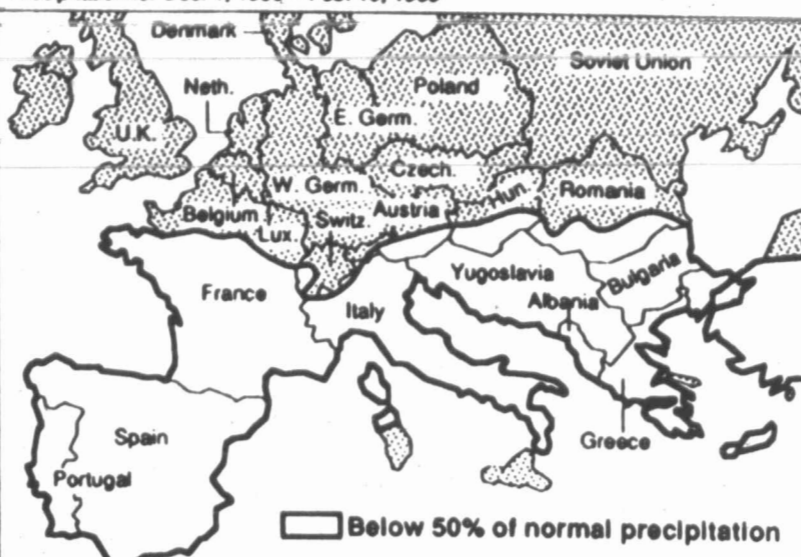 Denmark
Soviet Union
Neth.
Poland
E. Germ.
U.K.
Czech.
W. Germ.
Hun.
Romania
Belgium
Switz
Austria
Lux.
Yugoslavia
Bulgaria
France
Albania
Italy
Spain
Greece
Portugal
Below 50% of normal precipitation